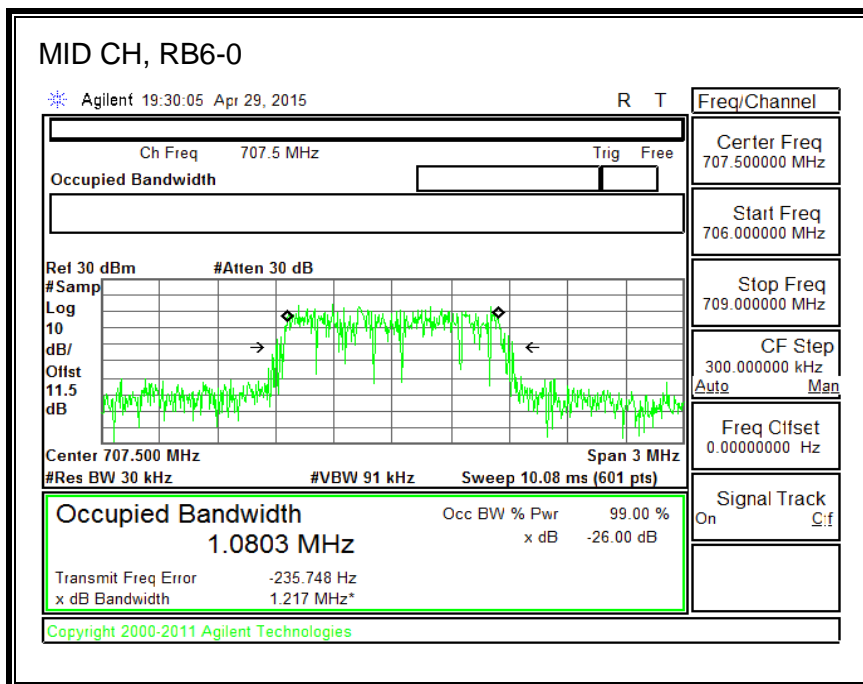 MID CH, RB6-0
Agilent 19:30:05 Apr 29, 2015 R T
Freq/Channel
Ch Freq 707.5 MHz Trig Free
Occupied Bandwidth
Center Freq
707.500000 MHz
Start Freq
706.000000 MHz
Stop Freq
709.000000 MHz
CF Step
300.000000 kHz
Auto Man
Freq Offset
0.00000000 Hz
Signal Track
On Off
Ref 30 dBm #Atten 30 dB
#Samp
Log
10
dB/
Offst
11.5
dB
Center 707.500 MHz Span 3 MHz
#Res BW 30 kHz #VBW 91 kHz Sweep 10.08 ms (601 pts)
Occupied Bandwidth
1.0803 MHz
Occ BW % Pwr 99.00 %
x dB -26.00 dB
Transmit Freq Error -235.748 Hz
x dB Bandwidth 1.217 MHz*
Copyright 2000-2011 Agilent Technologies